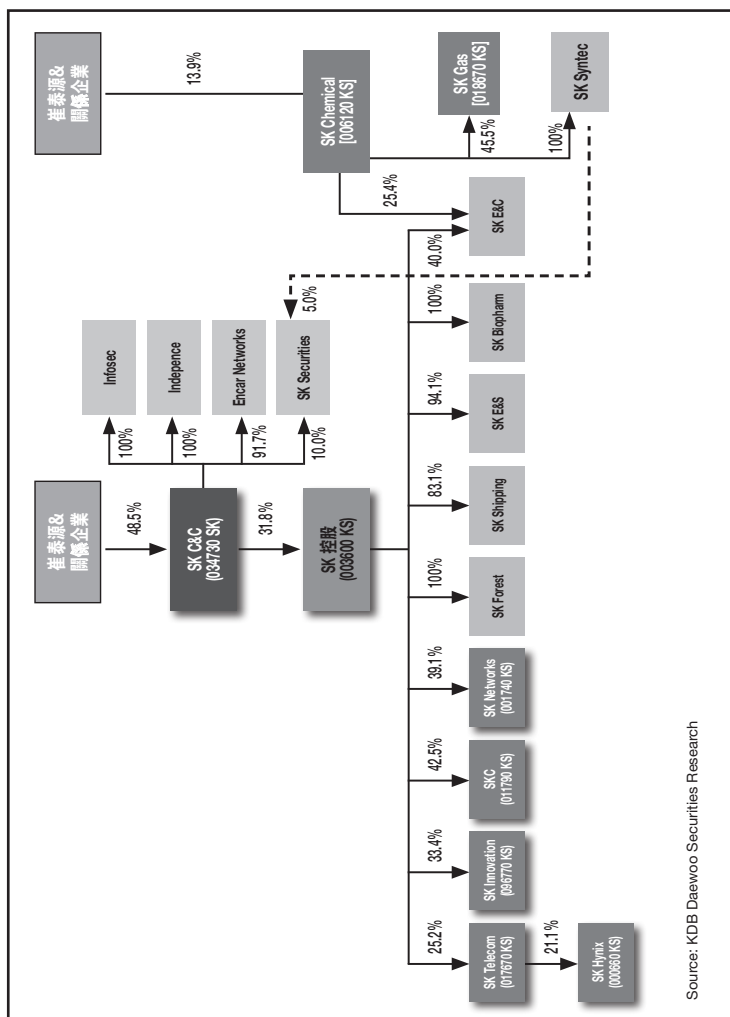 崔泰源&
關係企業
崔泰源&
關係企業
48.5%
13.9%
SK C&C
(034730 SK)
100%
Infosec
100%
Indepence
91.7%
Encar Networks
10.0%
SK Securities
5.0%
SK Chemical
[006120 KS]
31.8%
SK 控股
(003600 KS)
25.4%
45.5%
SK Gas
[018670 KS]
100%
SK Syntec
25.2%
33.4%
42.5%
39.1%
100%
83.1%
94.1%
100%
40.0%
SK Telecom
(017670 KS)
SK Innovation
(096770 KS)
SKC
(011790 KS)
SK Networks
(001740 KS)
SK Forest
SK Shipping
SK E&S
SK Biopharm
SK E&C
21.1%
SK Hynix
(000660 KS)
Source: KDB Daewoo Securities Research